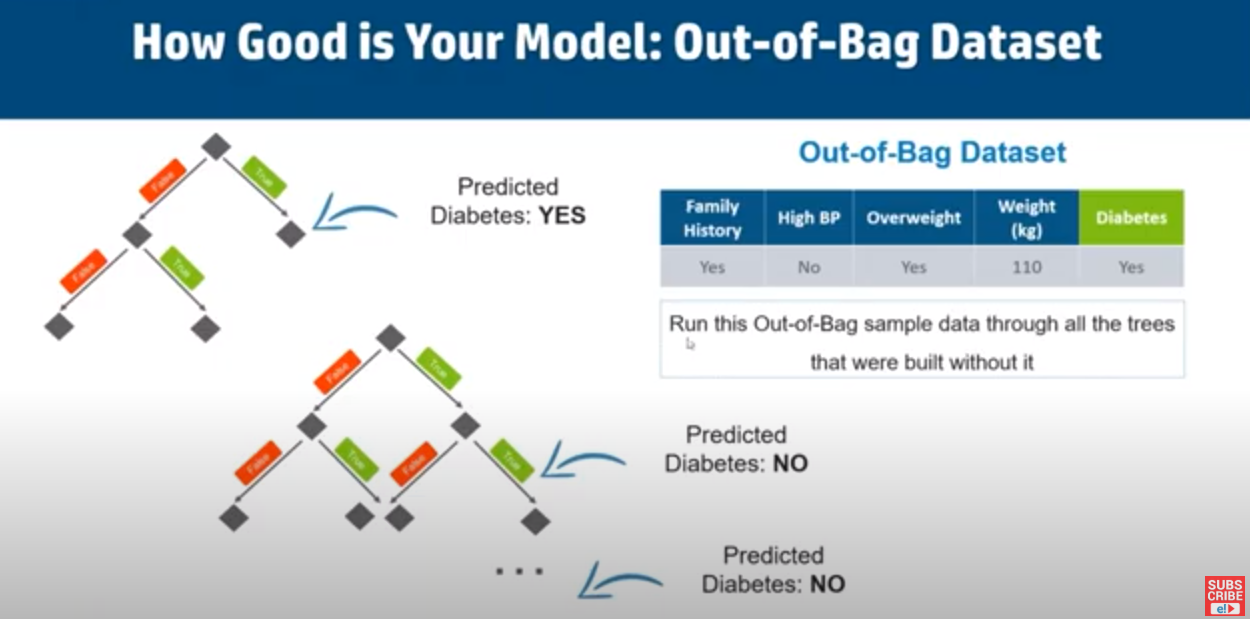 How Good is Your Model: Out-of-Bag Dataset
False
True
Predicted
Diabetes: YES
False
True
Out-of-Bag Dataset
Family History
High BP
Overweight
Weight (kg)
Diabetes
Yes
No
Yes
110
Yes
Run this Out-of-Bag sample data through all the trees
that were built without it
False
True
False
True
False
True
Predicted
Diabetes: NO
...
Predicted
Diabetes: NO
SUBS
CRIBE
e!